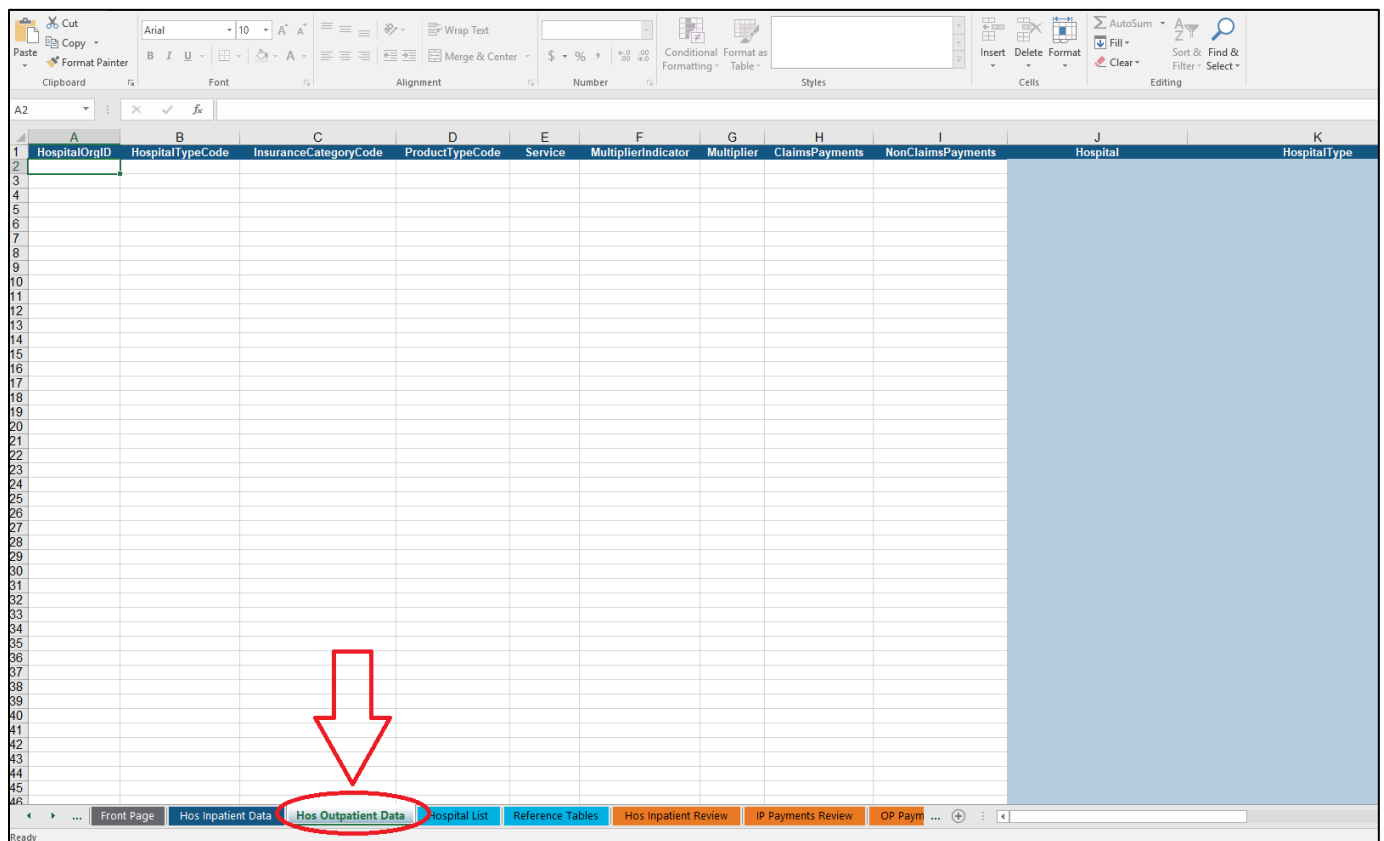 Cut
Copy
Format Painter
Paste
Clipboard
Arial
10
A A
B I U
A
Font
Wrap Text
Merge & Center
Alignment
$ % ,
.0 .00
.00 .0
Number
Conditional Formatting
Format as Table
Styles
Insert
Delete
Format
Cells
AutoSum
Fill
Clear
Sort & Filter
Find & Select
Editing
A2
fx
A B C D E F G H I J K
1 HospitalOrgID HospitalTypeCode InsuranceCategoryCode ProductTypeCode Service MultiplierIndicator Multiplier ClaimsPayments NonClaimsPayments Hospital HospitalType
2
3
4
5
6
7
8
9
10
11
12
13
14
15
16
17
18
19
20
21
22
23
24
25
26
27
28
29
30
31
32
33
34
35
36
37
38
39
40
41
42
43
44
45
46
... Front Page Hos Inpatient Data Hos Outpatient Data Hospital List Reference Tables Hos Inpatient Review IP Payments Review OP Paym ...
Ready